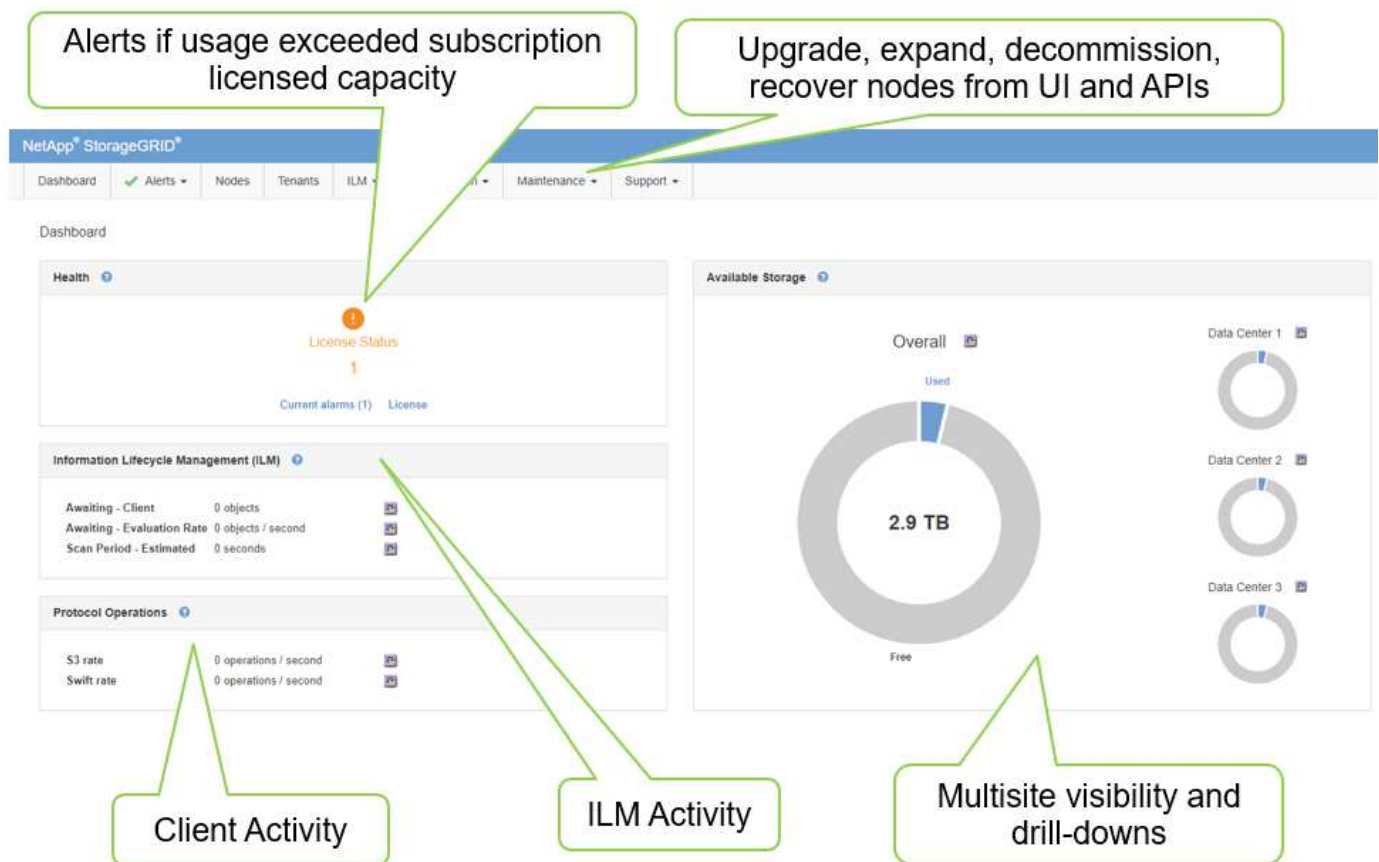 Alerts if usage exceeded subscription
licensed capacity
Upgrade, expand, decommission,
recover nodes from UI and APIs
NetApp® StorageGRID®
Dashboard
Alerts
Nodes
Tenants
ILM
Maintenance
Support
Dashboard
Health
License Status
1
Current alarms (1) License
Information Lifecycle Management (ILM)
Awaiting - Client 0 objects
Awaiting - Evaluation Rate 0 objects / second
Scan Period - Estimated 0 seconds
Protocol Operations
S3 rate 0 operations / second
Swift rate 0 operations / second
Available Storage
Overall
Used
2.9 TB
Free
Data Center 1
Data Center 2
Data Center 3
Client Activity
ILM Activity
Multisite visibility and
drill-downs